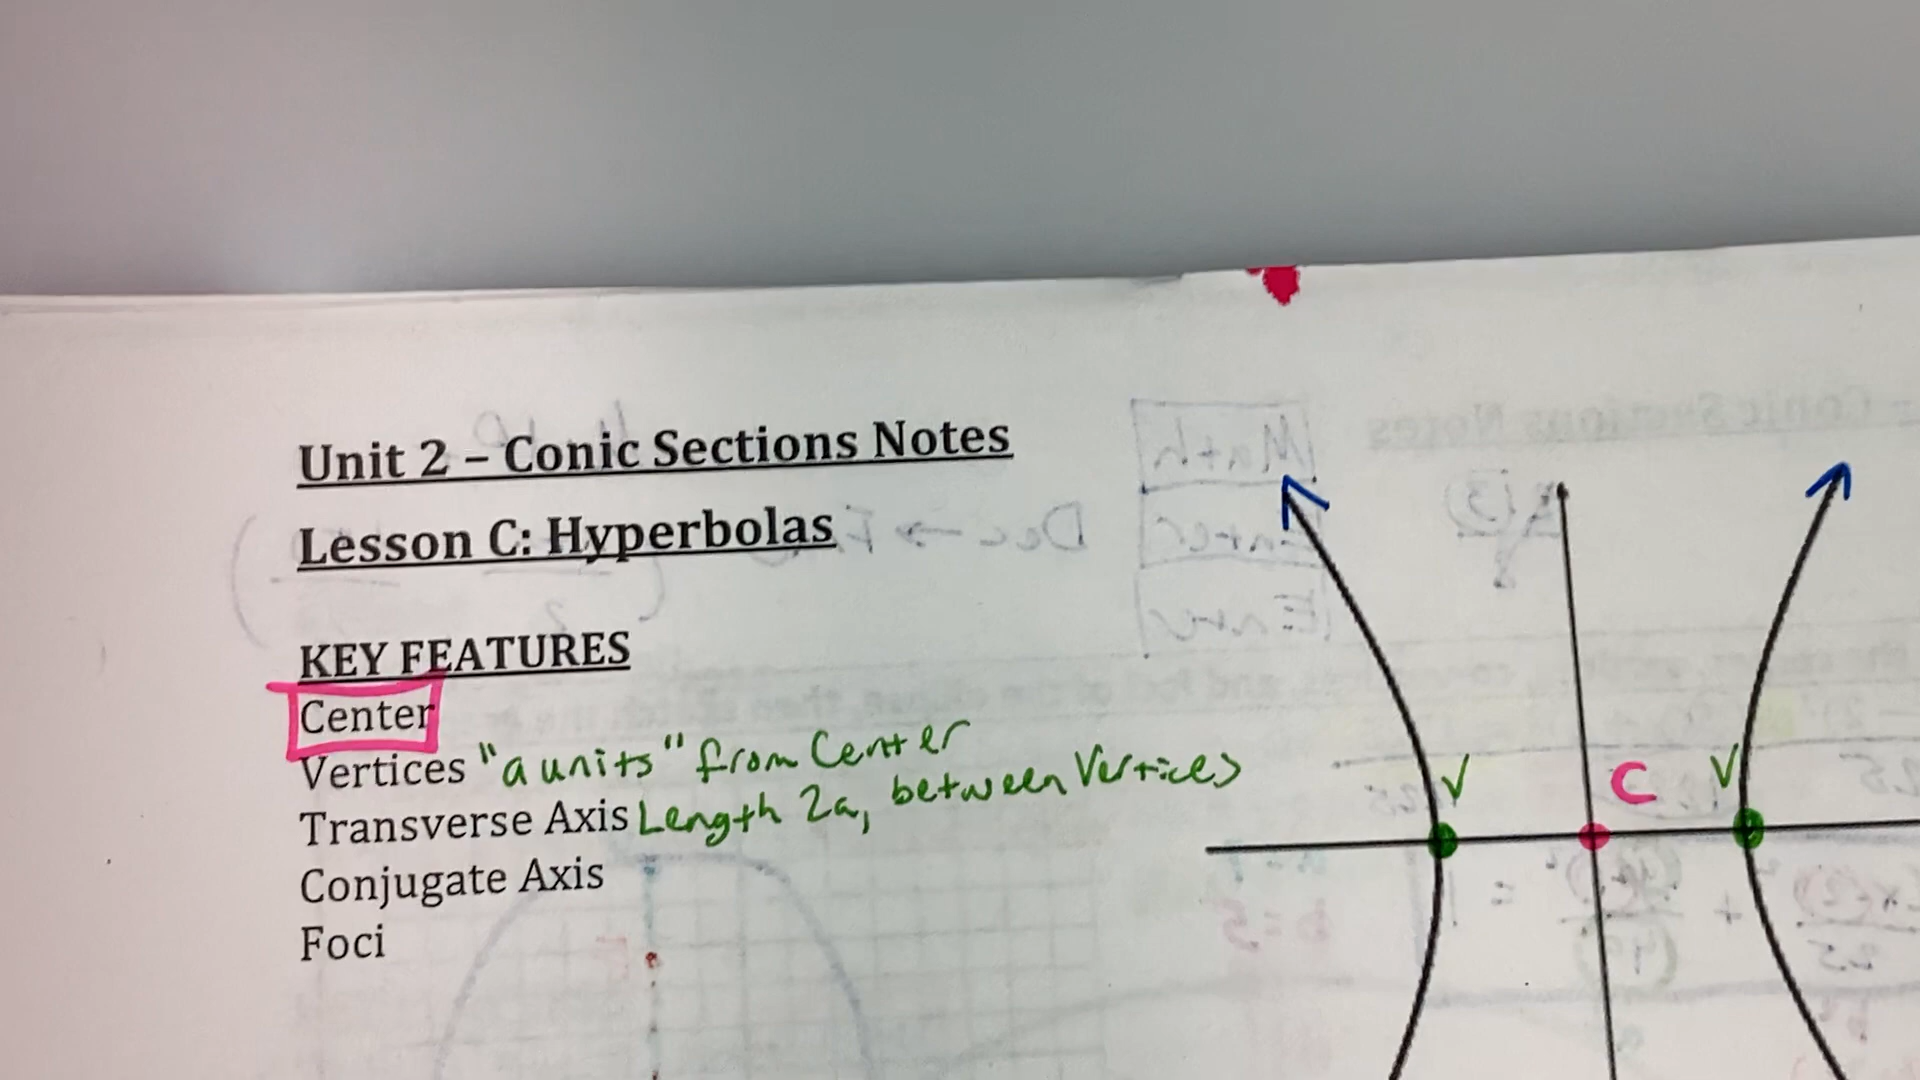 Unit 2 – Conic Sections Notes
Lesson C: Hyperbolas
KEY FEATURES
Center
Vertices "a units" from Center
Transverse Axis Length 2a, between Vertices
Conjugate Axis
Foci
V C V